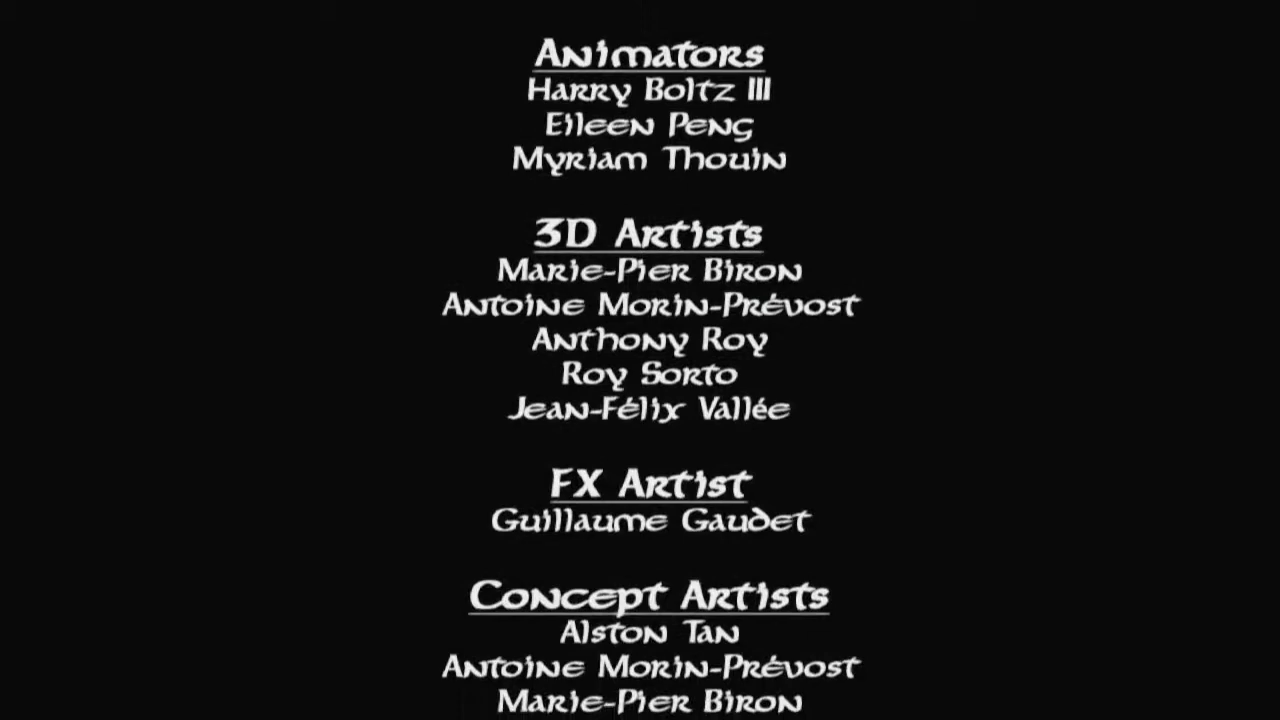 Animators
Harry Boltz III
Eileen Peng
Myriam Thouin
3D Artists
Marie-Pier Biron
Antoine Morin-Prévost
Anthony Roy
Roy Sorto
Jean-Félix Vallée
FX Artist
Guillaume Gaudet
Concept Artists
Alston Tan
Antoine Morin-Prévost
Marie-Pier Biron